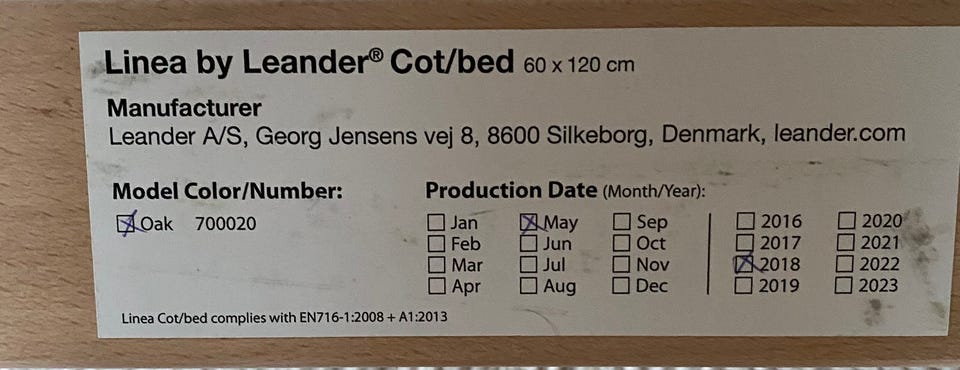 Linea by Leander® Cot/bed 60 x 120 cm
Manufacturer
Leander A/S, Georg Jensens vej 8, 8600 Silkeborg, Denmark, leander.com
Model Color/Number:
☒ Oak 700020
Production Date (Month/Year):
☐ Jan ☒ May ☐ Sep ☐ 2016 ☐ 2020
☐ Feb ☐ Jun ☐ Oct ☐ 2017 ☐ 2021
☐ Mar ☐ Jul ☐ Nov ☒ 2018 ☐ 2022
☐ Apr ☐ Aug ☐ Dec ☐ 2019 ☐ 2023
Linea Cot/bed complies with EN716-1:2008 + A1:2013